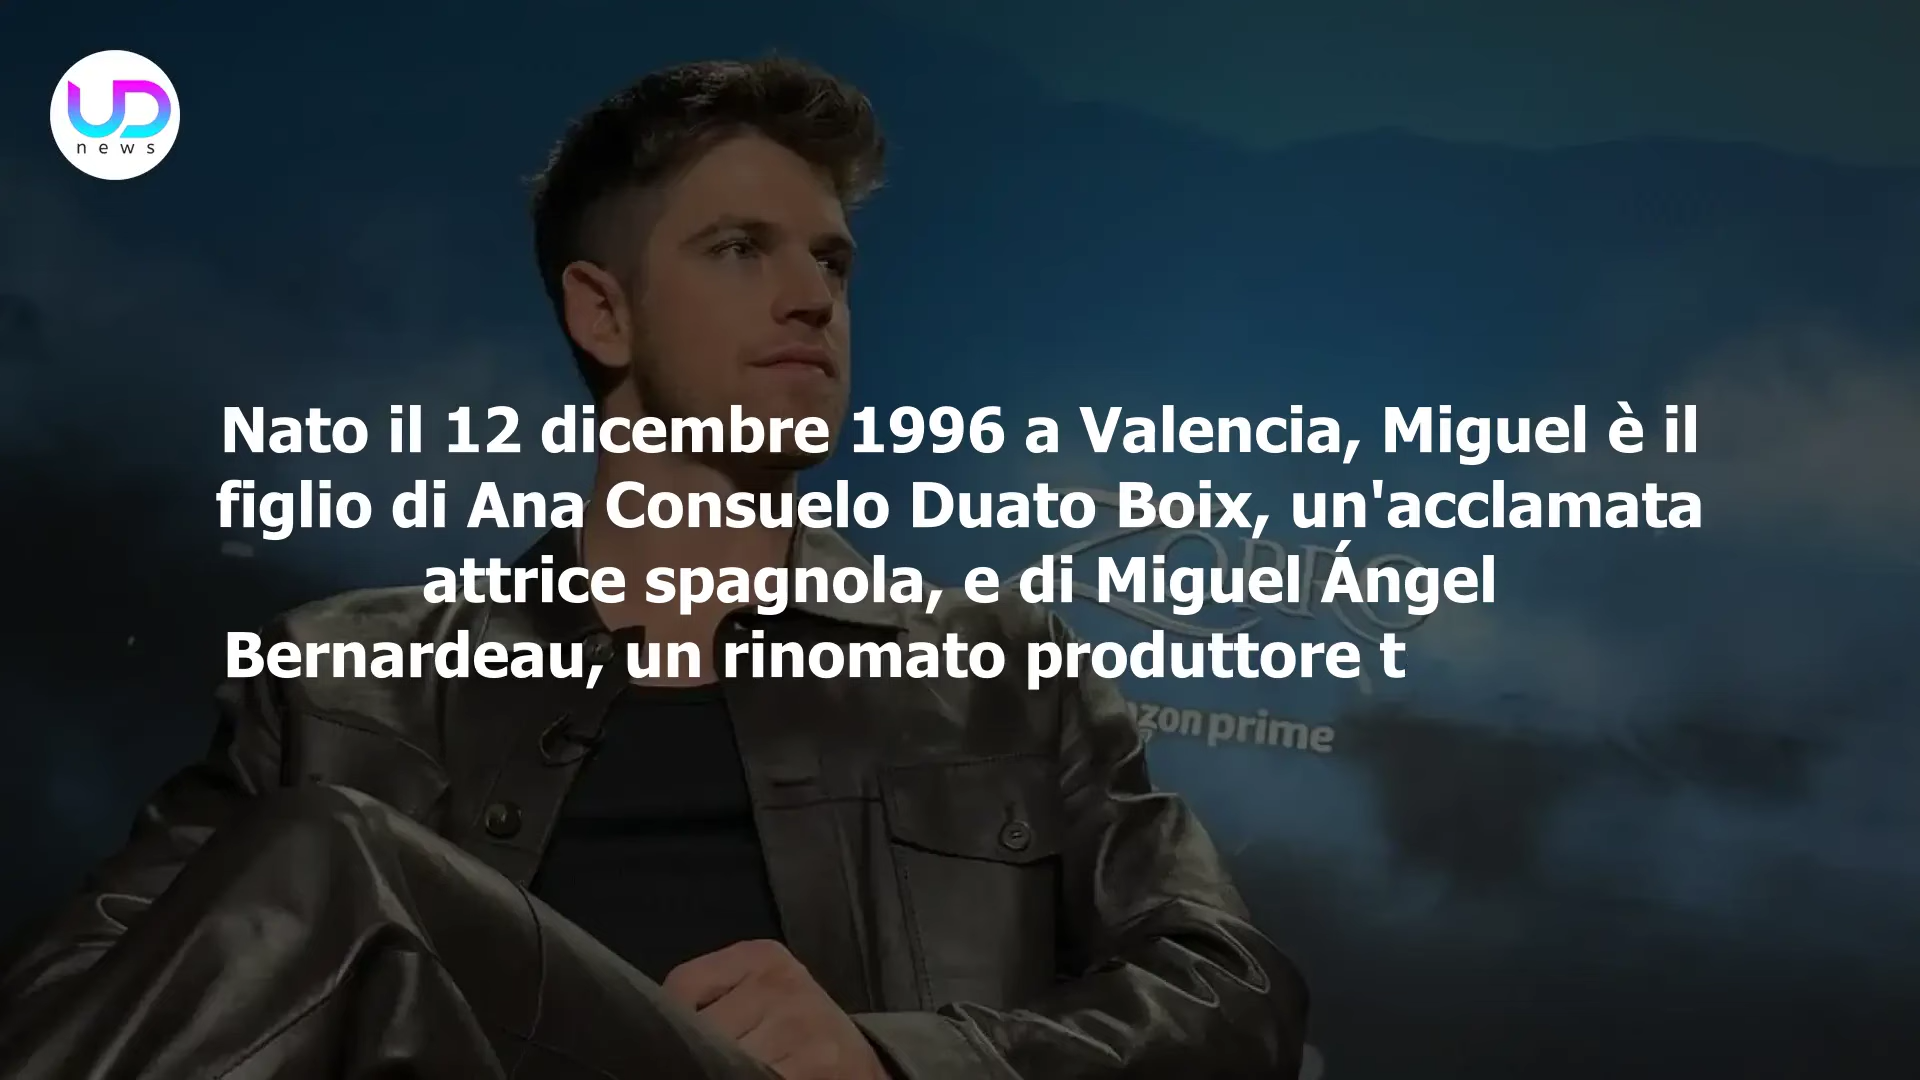 UD
news
Nato il 12 dicembre 1996 a Valencia, Miguel è il
figlio di Ana Consuelo Duato Boix, un'acclamata
attrice spagnola, e di Miguel Ángel
Bernardeau, un rinomato produttore t
ZORRO
zon prime